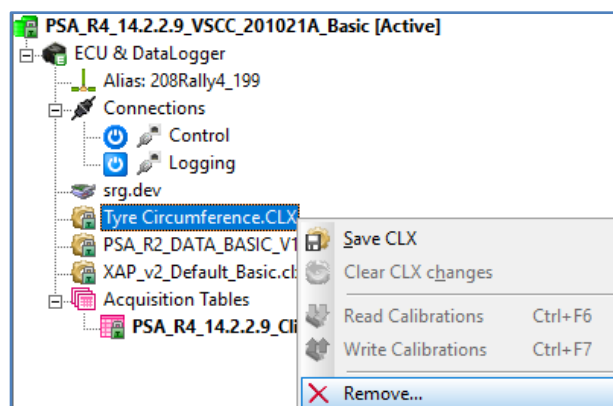 PSA_R4_14.2.2.9_VSCC_201021A_Basic [Active]
ECU & DataLogger
Alias: 208Rally4_199
Connections
Control
Logging
srg.dev
Tyre Circumference.CLX
Save CLX
PSA_R2_DATA_BASIC_V1
Clear CLX changes
XAP_v2_Default_Basic.cl
Acquisition Tables
Read Calibrations Ctrl+F6
PSA_R4_14.2.2.9_Cli
Write Calibrations Ctrl+F7
Remove...